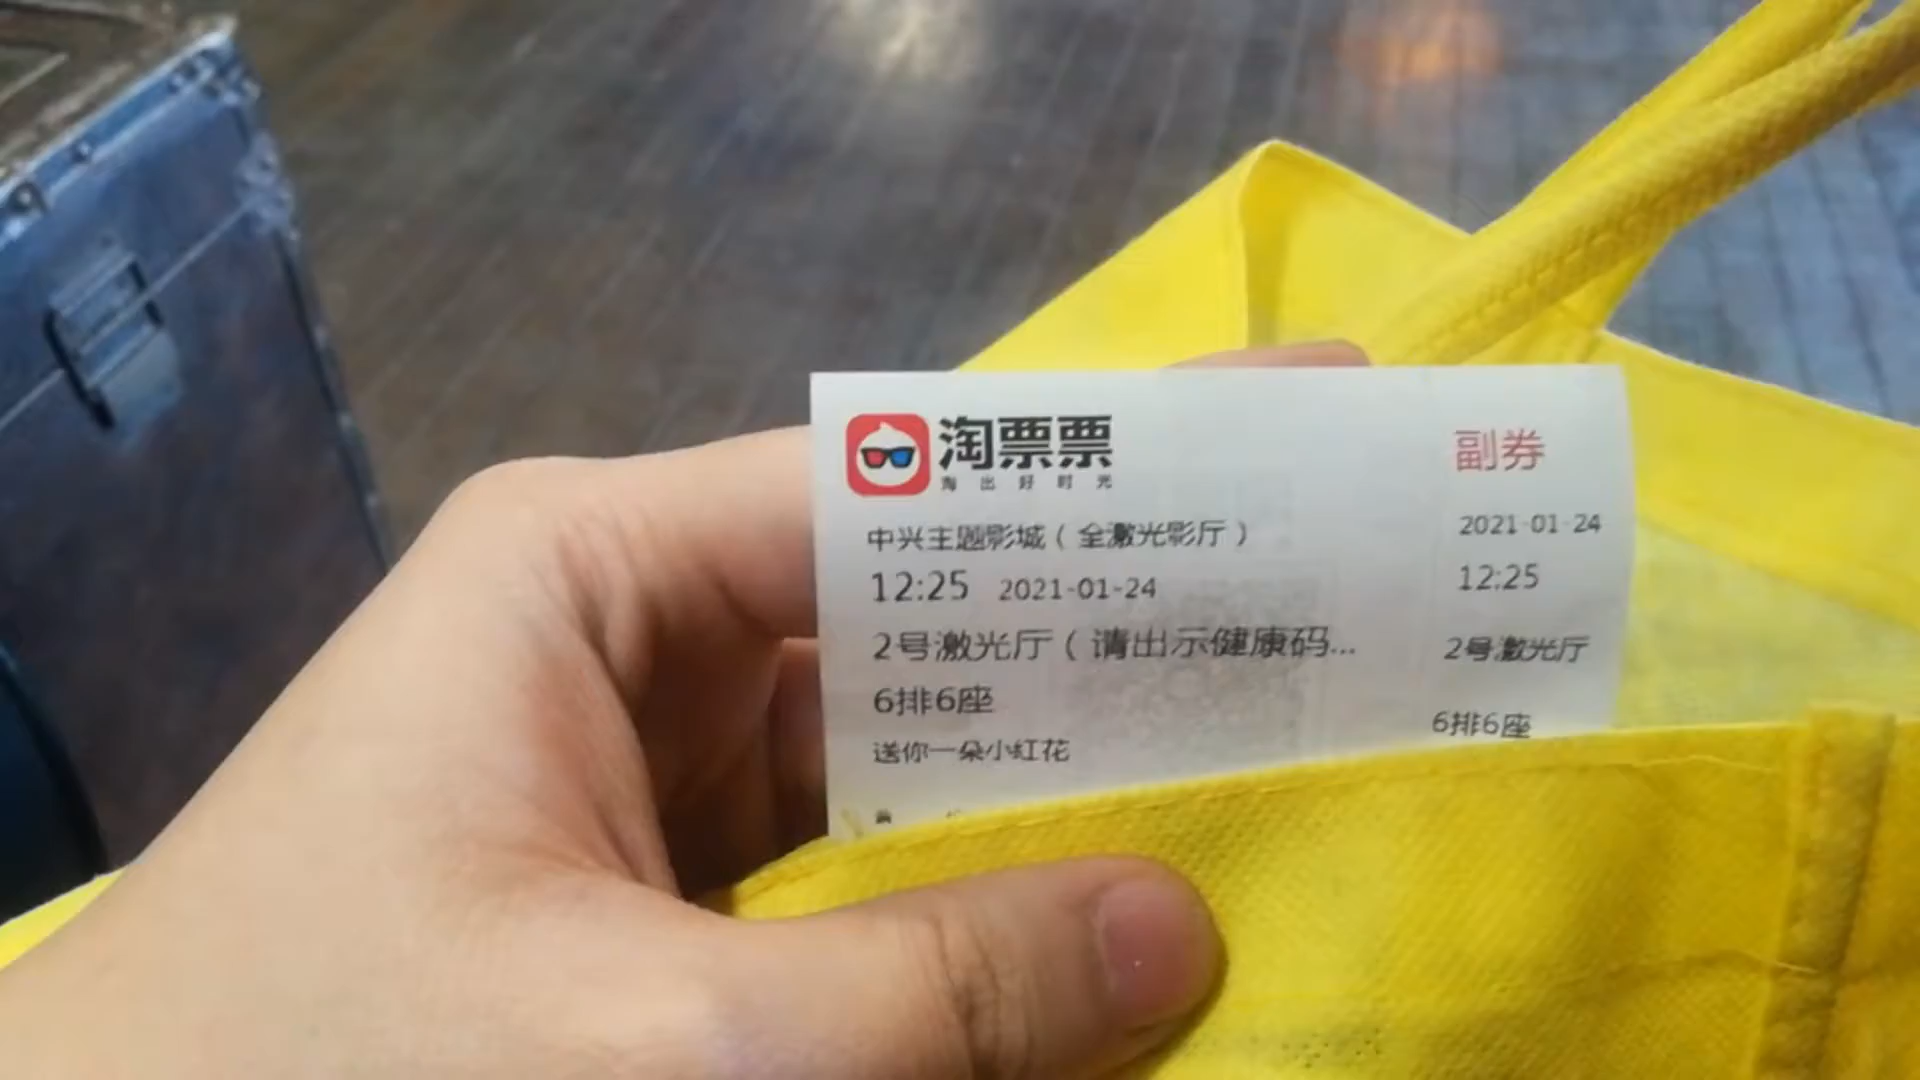 淘票票
淘出好时光
中兴主题影城（全激光影厅）
12:25 2021-01-24
2号激光厅（请出示健康码...
6排6座
送你一朵小红花
副券
2021-01-24
12:25
2号激光厅
6排6座